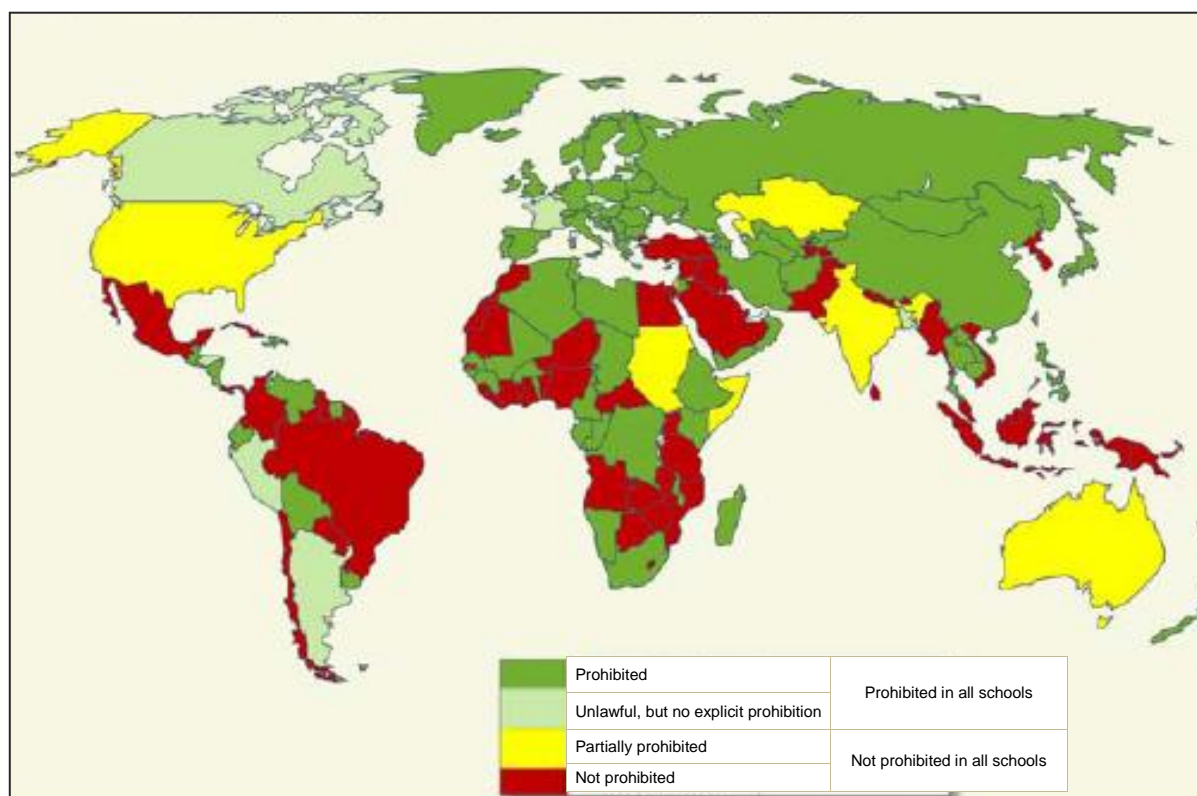 Prohibited
Prohibited in all schools
Unlawful, but no explicit prohibition
Partially prohibited
Not prohibited in all schools
Not prohibited